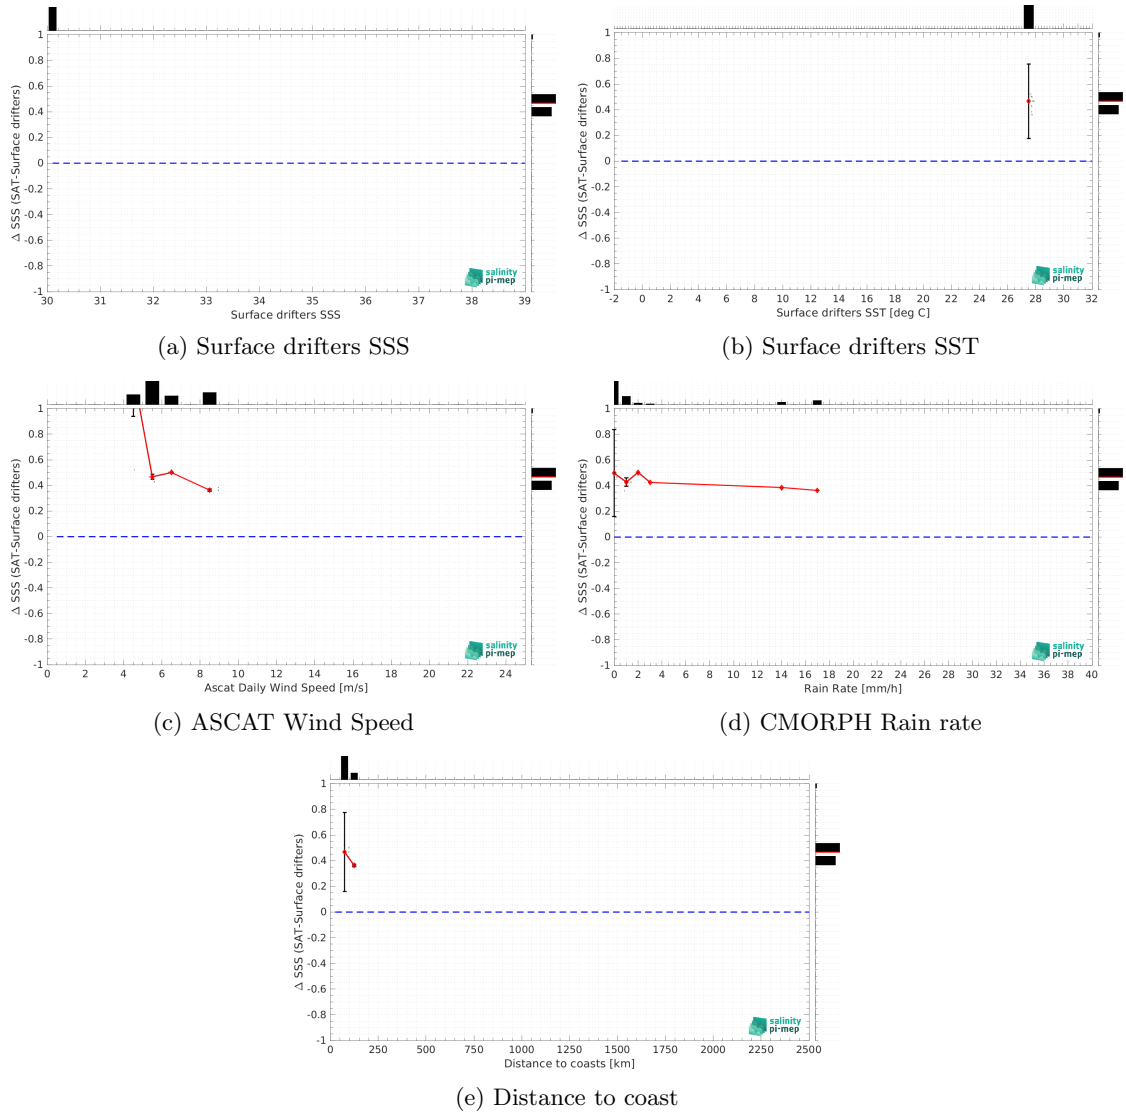 1
0.8
0.6
0.4
0.2
0
-0.2
-0.4
-0.6
-0.8
-1
Δ SSS (SAT-Surface drifters)
30 31 32 33 34 35 36 37 38 39
Surface drifters SSS
salinity
pi-mep
(a) Surface drifters SSS
1
0.8
0.6
0.4
0.2
0
-0.2
-0.4
-0.6
-0.8
-1
Δ SSS (SAT-Surface drifters)
-2 0 2 4 6 8 10 12 14 16 18 20 22 24 26 28 30 32
Surface drifters SST [deg C]
salinity
pi-mep
(b) Surface drifters SST
1
0.8
0.6
0.4
0.2
0
-0.2
-0.4
-0.6
-0.8
-1
Δ SSS (SAT-Surface drifters)
0 2 4 6 8 10 12 14 16 18 20 22 24
Ascat Daily Wind Speed [m/s]
salinity
pi-mep
(c) ASCAT Wind Speed
1
0.8
0.6
0.4
0.2
0
-0.2
-0.4
-0.6
-0.8
-1
Δ SSS (SAT-Surface drifters)
0 2 4 6 8 10 12 14 16 18 20 22 24 26 28 30 32 34 36 38 40
Rain Rate [mm/h]
salinity
pi-mep
(d) CMORPH Rain rate
1
0.8
0.6
0.4
0.2
0
-0.2
-0.4
-0.6
-0.8
-1
Δ SSS (SAT-Surface drifters)
0 250 500 750 1000 1250 1500 1750 2000 2250 2500
Distance to coasts [km]
salinity
pi-mep
(e) Distance to coast